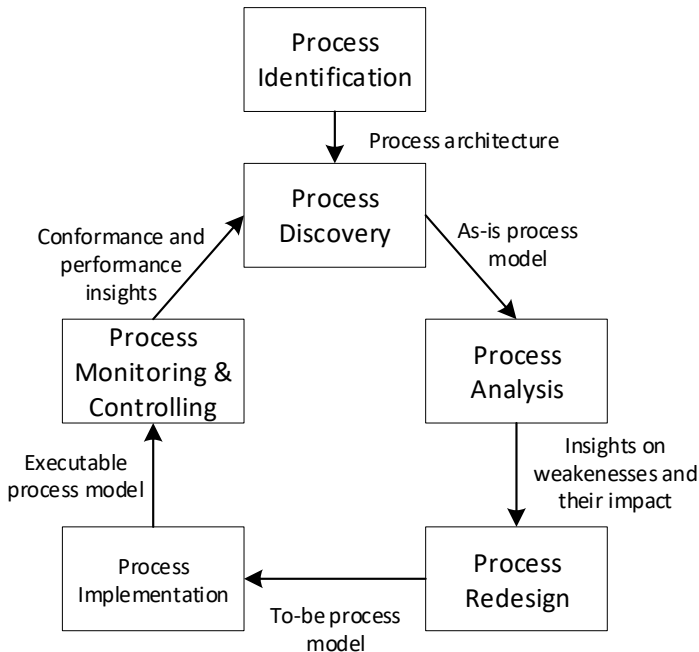 Process
Identification
Process architecture
Process
Discovery
As-is process
model
Conformance and
performance
insights
Process
Monitoring &
Controlling
Process
Analysis
Insights on
weakenesses and
their impact
Executable
process model
Process
Implementation
Process
Redesign
To-be process
model